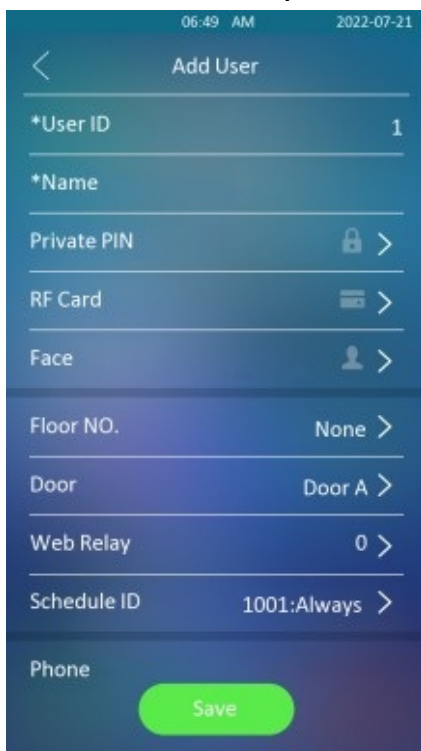 06:49 AM 2022-07-21
Add User
*User ID 1
*Name
Private PIN
RF Card
Face
Floor NO. None
Door Door A
Web Relay 0
Schedule ID 1001:Always
Phone
Save